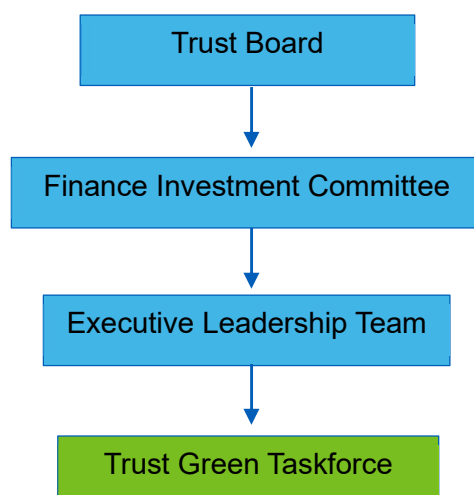 Trust Board
Finance Investment Committee
Executive Leadership Team
Trust Green Taskforce